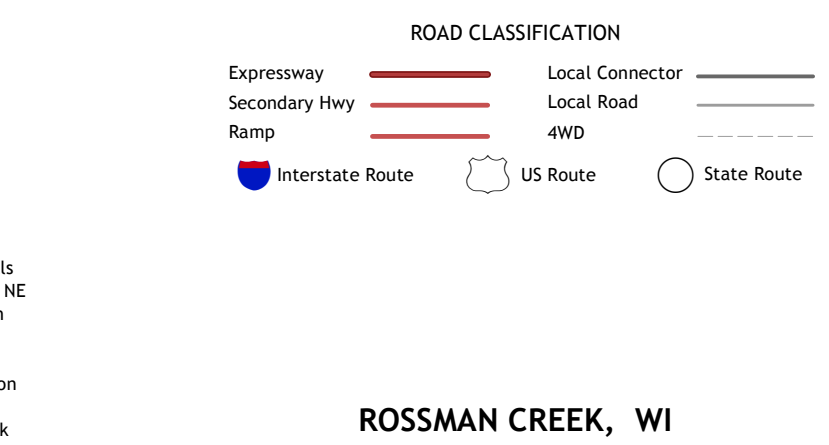 ROAD CLASSIFICATION
Expressway
Local Connector
Secondary Hwy
Local Road
Ramp
4WD
Interstate Route
US Route
State Route
NE
ROSSMAN CREEK, WI